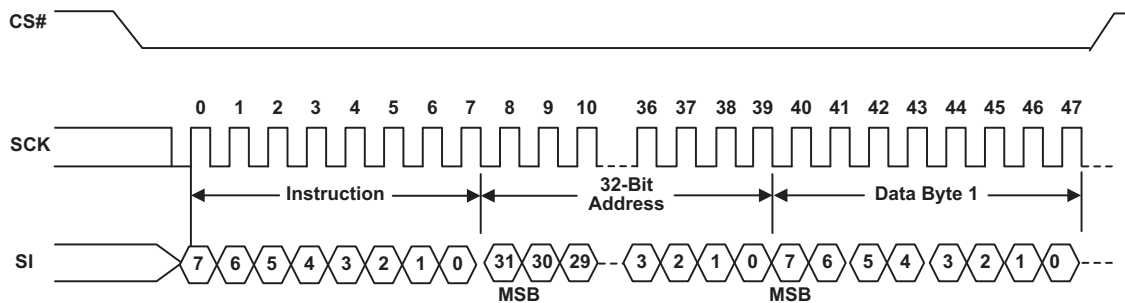 CS#
0 1 2 3 4 5 6 7 8 9 10 36 37 38 39 40 41 42 43 44 45 46 47
SCK
Instruction
32-Bit
Address
Data Byte 1
SI
7 6 5 4 3 2 1 0 31 30 29 3 2 1 0 7 6 5 4 3 2 1 0
MSB MSB